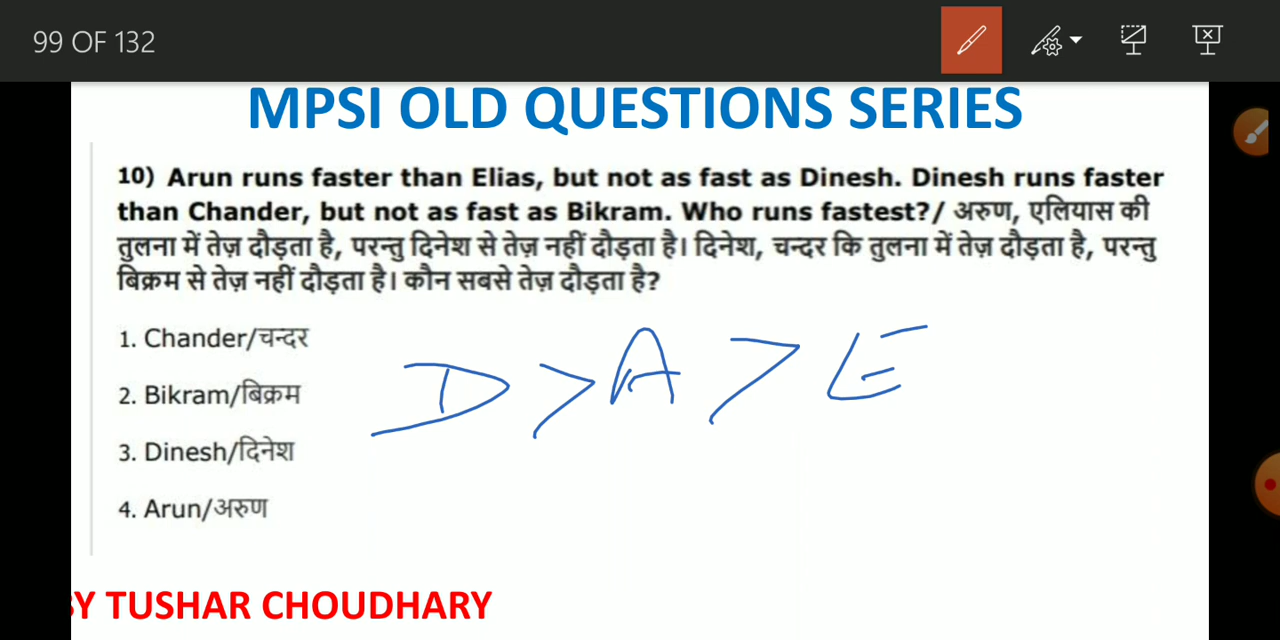 99 OF 132
MPSI OLD QUESTIONS SERIES
10) Arun runs faster than Elias, but not as fast as Dinesh. Dinesh runs faster
than Chander, but not as fast as Bikram. Who runs fastest?/ अरुण, एलियास की
तुलना में तेज़ दौड़ता है, परन्तु दिनेश से तेज़ नहीं दौड़ता है। दिनेश, चन्दर कि तुलना में तेज़ दौड़ता है, परन्तु
बिक्रम से तेज़ नहीं दौड़ता है। कौन सबसे तेज़ दौड़ता है?
1. Chander/चन्दर
2. Bikram/बिक्रम
3. Dinesh/दिनेश
4. Arun/अरुण
D > A > E
BY TUSHAR CHOUDHARY